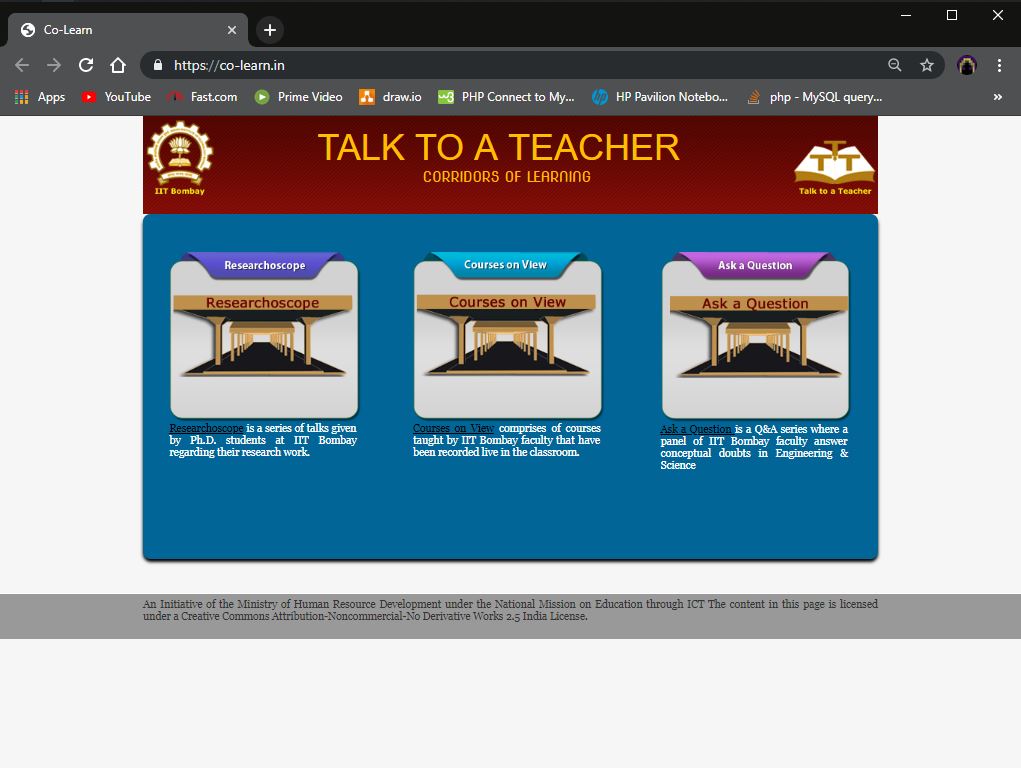 Co-Learn
https://co-learn.in
Apps YouTube Fast.com Prime Video draw.io PHP Connect to My... HP Pavilion Notebo... php - MySQL query... »
TALK TO A TEACHER
CORRIDORS OF LEARNING
IIT Bombay
TT
Talk to a Teacher
Researchoscope
Researchoscope
Researchoscope is a series of talks given
by Ph.D. students at IIT Bombay
regarding their research work.
Courses on View
Courses on View
Courses on View comprises of courses
taught by IIT Bombay faculty that have
been recorded live in the classroom.
Ask a Question
Ask a Question
Ask a Question is a Q&A series where a
panel of IIT Bombay faculty answer
conceptual doubts in Engineering &
Science
An Initiative of the Ministry of Human Resource Development under the National Mission on Education through ICT The content in this page is licensed
under a Creative Commons Attribution-Noncommercial-No Derivative Works 2.5 India License.